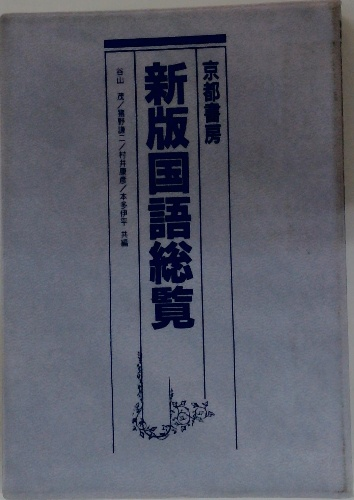 京都書房
新版国語総覧
谷山 茂／猪野謙二／村井康彦／本多伊平 共編